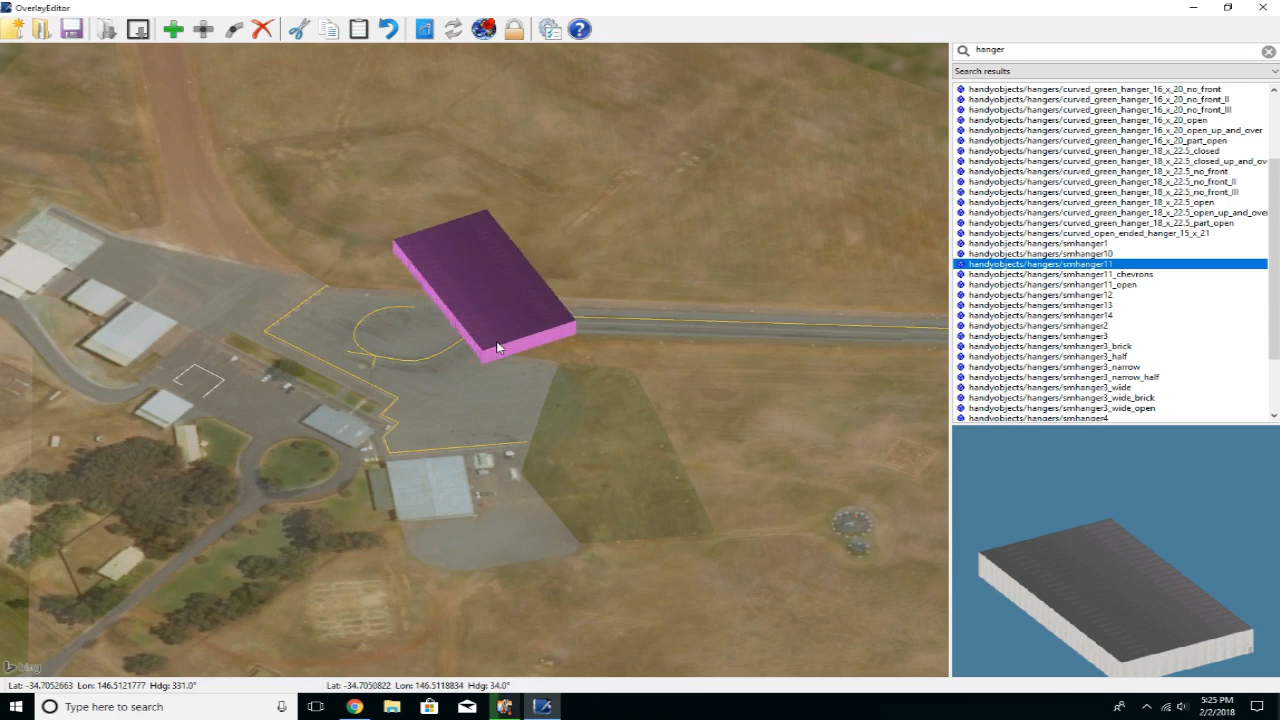 OverlayEditor
hanger
Search results
handyobjects/hangers/curved_green_hanger_16_x_20_no_front
handyobjects/hangers/curved_green_hanger_16_x_20_no_front_II
handyobjects/hangers/curved_green_hanger_16_x_20_no_front_III
handyobjects/hangers/curved_green_hanger_16_x_20_open
handyobjects/hangers/curved_green_hanger_16_x_20_open_up_and_over
handyobjects/hangers/curved_green_hanger_16_x_20_part_open
handyobjects/hangers/curved_green_hanger_18_x_22.5_closed
handyobjects/hangers/curved_green_hanger_18_x_22.5_closed_up_and_ov
handyobjects/hangers/curved_green_hanger_18_x_22.5_no_front
handyobjects/hangers/curved_green_hanger_18_x_22.5_no_front_II
handyobjects/hangers/curved_green_hanger_18_x_22.5_no_front_III
handyobjects/hangers/curved_green_hanger_18_x_22.5_open
handyobjects/hangers/curved_green_hanger_18_x_22.5_open_up_and_over
handyobjects/hangers/curved_green_hanger_18_x_22.5_part_open
handyobjects/hangers/curved_open_ended_hanger_15_x_21
handyobjects/hangers/smhanger1
handyobjects/hangers/smhanger10
handyobjects/hangers/smhanger11
handyobjects/hangers/smhanger11_chevrons
handyobjects/hangers/smhanger11_open
handyobjects/hangers/smhanger12
handyobjects/hangers/smhanger13
handyobjects/hangers/smhanger14
handyobjects/hangers/smhanger2
handyobjects/hangers/smhanger3
handyobjects/hangers/smhanger3_brick
handyobjects/hangers/smhanger3_half
handyobjects/hangers/smhanger3_narrow
handyobjects/hangers/smhanger3_narrow_half
handyobjects/hangers/smhanger3_wide
handyobjects/hangers/smhanger3_wide_brick
handyobjects/hangers/smhanger3_wide_open
handyobjects/hangers/smhanger4
bing
Lat: -34.7052663 Lon: 146.5121777 Hdg: 331.0°
Lat: -34.7050822 Lon: 146.5118834 Hdg: 34.0°
Type here to search
5:25 PM
2/2/2018